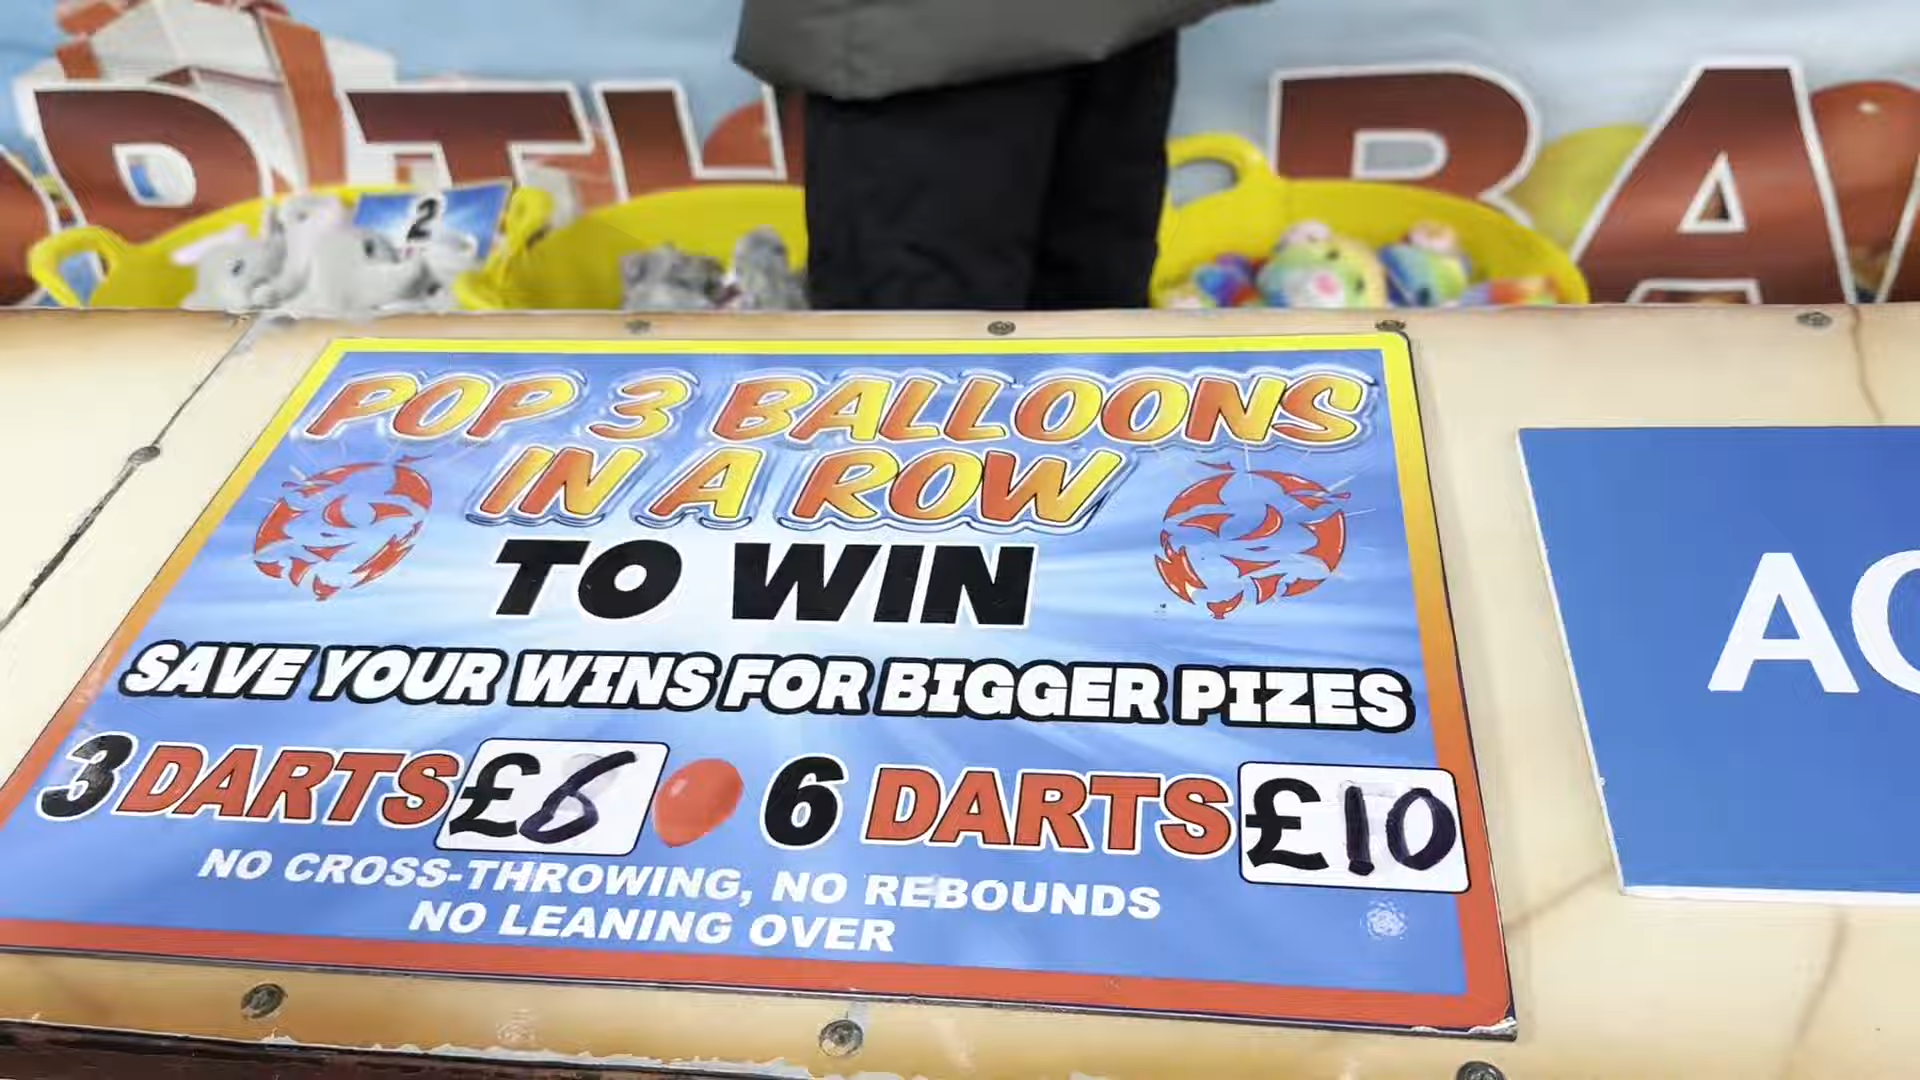 2
POP 3 BALLOONS
IN A ROW
TO WIN
SAVE YOUR WINS FOR BIGGER PIZES
3 DARTS £6 6 DARTS £10
NO CROSS-THROWING, NO REBOUNDS
NO LEANING OVER